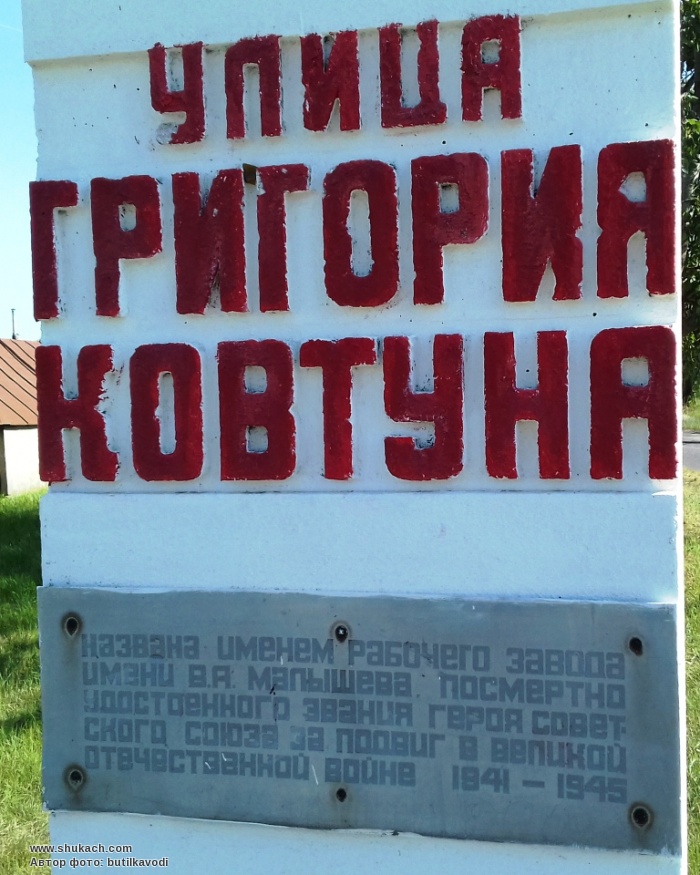 УЛИЦА
ГРИГОРИЯ
КОВТУНА
НАЗВАНА ИМЕНЕМ РАБОЧЕГО ЗАВОДА
ИМЕНИ В.А. МАЛЫШЕВА ПОСМЕРТНО
УДОСТОЕННОГО ЗВАНИЯ ГЕРОЯ СОВЕТ-
СКОГО СОЮЗА ЗА ПОДВИГ В ВЕЛИКОЙ
ОТЕЧЕСТВЕННОЙ ВОЙНЕ 1941 – 1945
www.shukach.com
Автор фото: butilkavodi